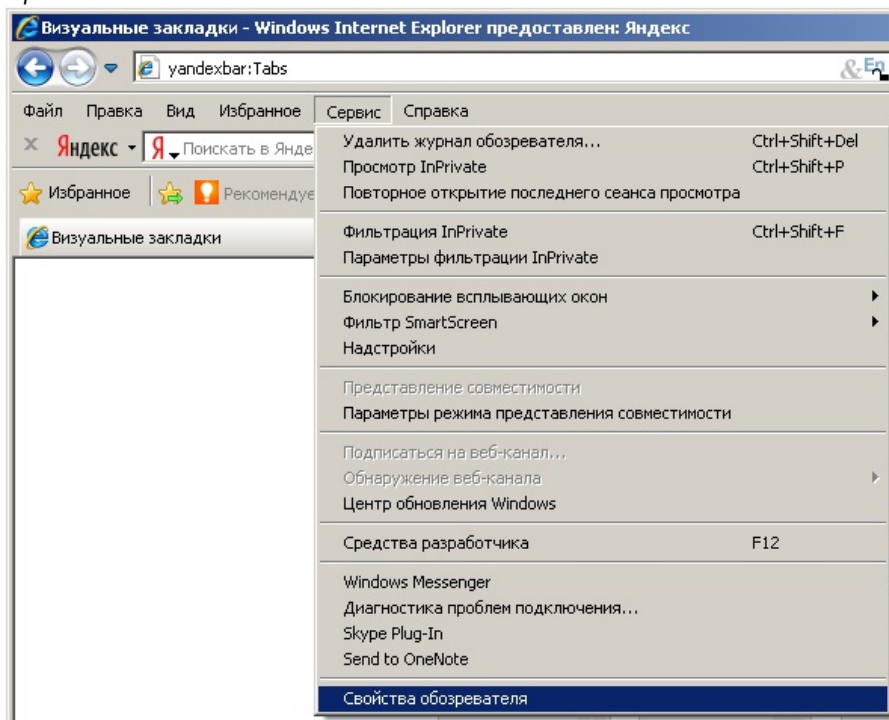 Визуальные закладки - Windows Internet Explorer предоставлен: Яндекс
yandexbar:Tabs & En
Файл Правка Вид Избранное Сервис Справка
Яндекс Я Поискать в Янде
Избранное Рекомендуе
Визуальные закладки
Удалить журнал обозревателя... Ctrl+Shift+Del
Просмотр InPrivate Ctrl+Shift+P
Повторное открытие последнего сеанса просмотра
Фильтрация InPrivate Ctrl+Shift+F
Параметры фильтрации InPrivate
Блокирование всплывающих окон
Фильтр SmartScreen
Надстройки
Представление совместимости
Параметры режима представления совместимости
Подписаться на веб-канал...
Обнаружение веб-канала
Центр обновления Windows
Средства разработчика F12
Windows Messenger
Диагностика проблем подключения...
Skype Plug-In
Send to OneNote
Свойства обозревателя